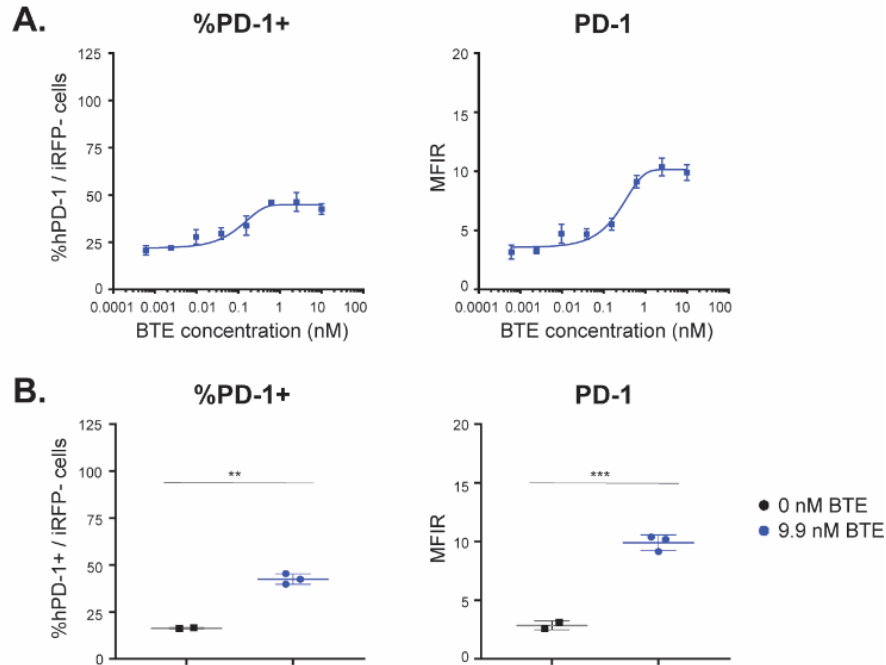 A.
%PD-1+
PD-1
%hPD-1 / iRFP- cells
125
100
75
50
25
0
0.0001 0.001 0.01 0.1 1 10 100
BTE concentration (nM)
MFIR
20
15
10
5
0
0.0001 0.001 0.01 0.1 1 10 100
BTE concentration (nM)
B.
%PD-1+
PD-1
%hPD-1+ / iRFP- cells
125
100
75
50
25
0
**
MFIR
20
15
10
5
0
***
0 nM BTE
9.9 nM BTE